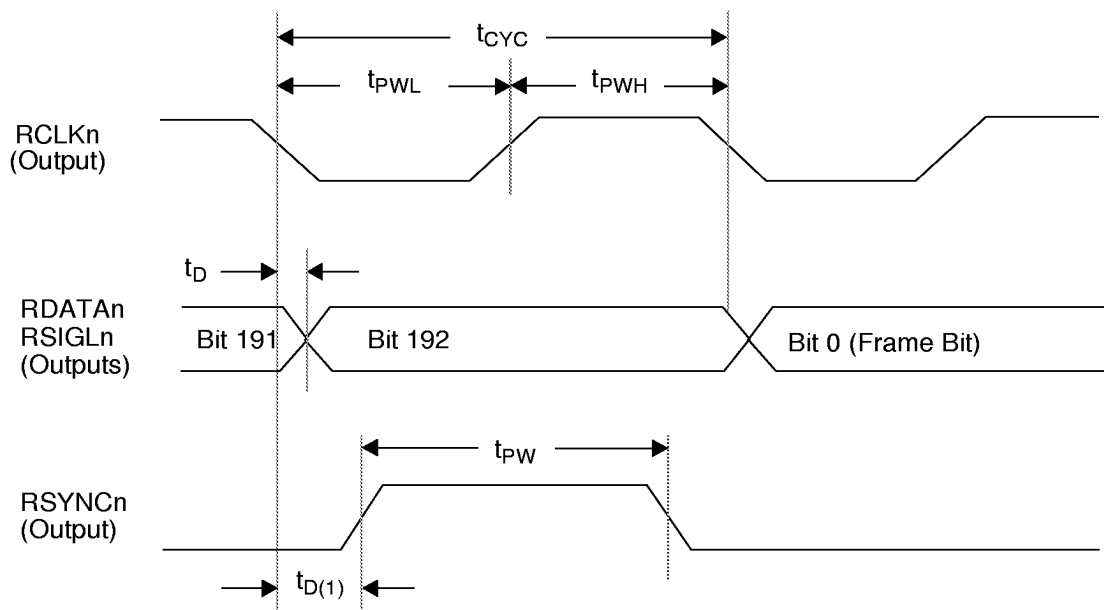 tCYC
tPWL
tPWH
RCLKn
(Output)
tD
RDATAn
RSIGLn
(Outputs)
Bit 191
Bit 192
Bit 0 (Frame Bit)
tPW
RSYNCn
(Output)
tD(1)